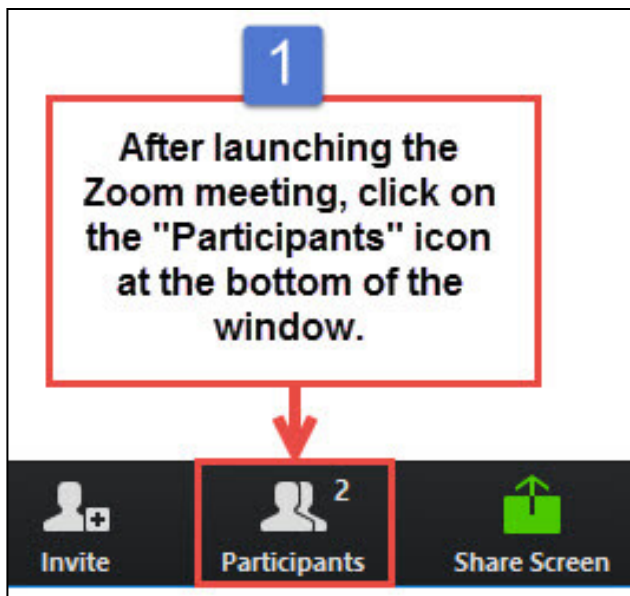 1
After launching the
Zoom meeting, click on
the "Participants" icon
at the bottom of the
window.
2
Invite
Participants
Share Screen